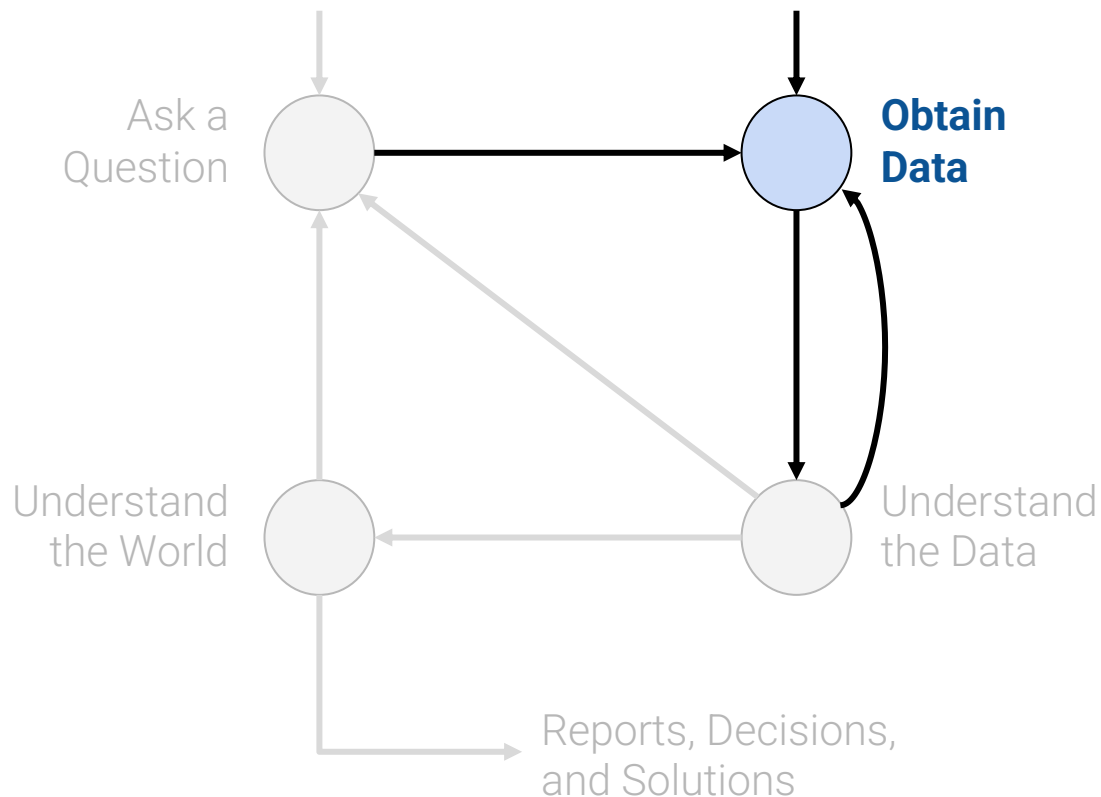 Ask a
Question
Obtain
Data
Understand
the World
Understand
the Data
Reports, Decisions,
and Solutions